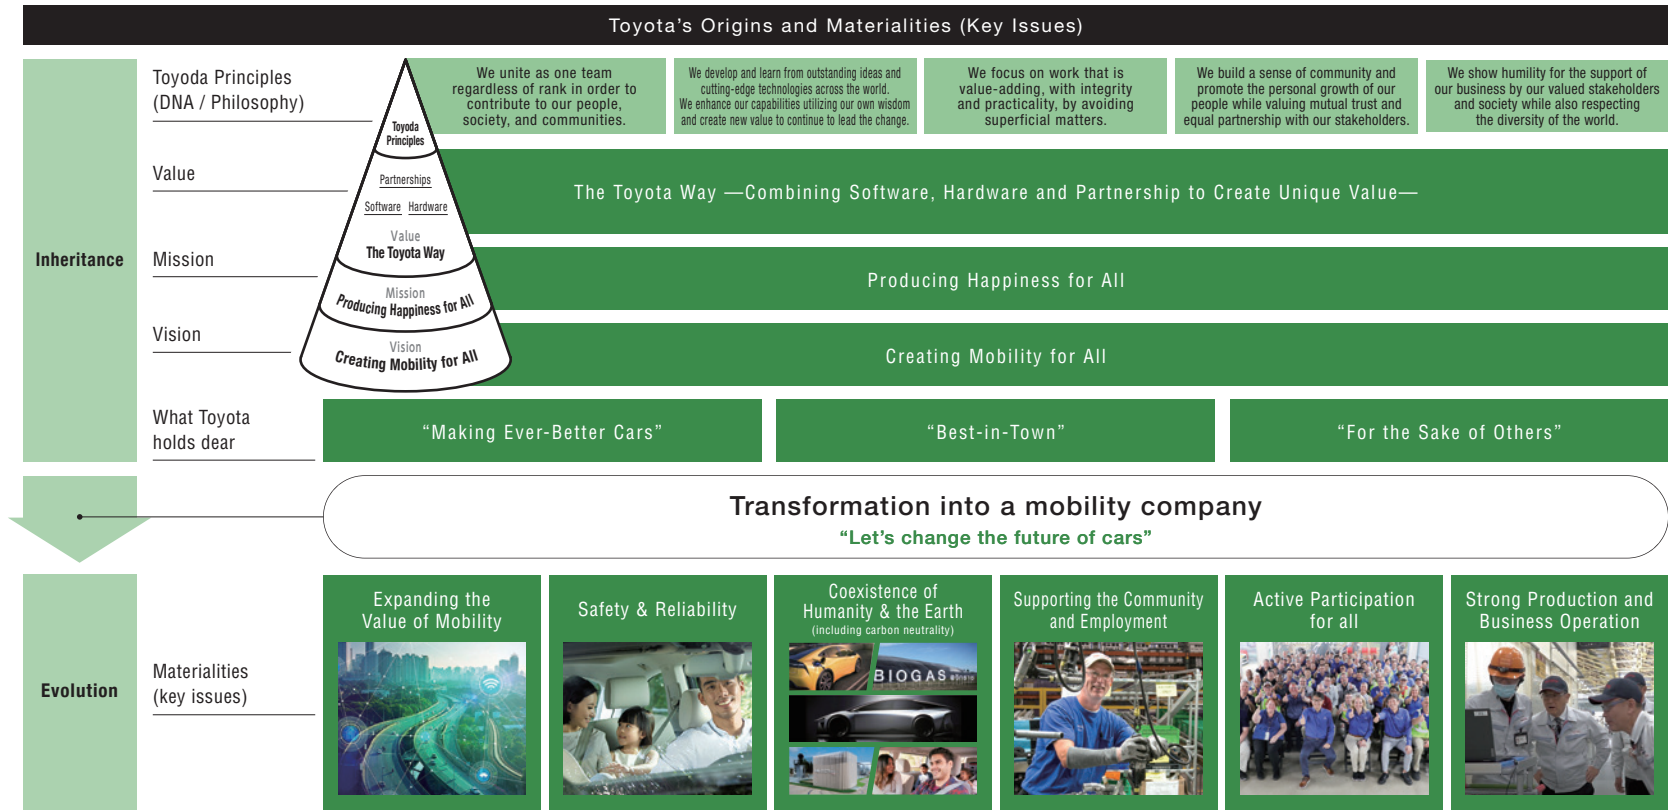 Toyota’s Origins and Materialities (Key Issues)
Inheritance
Toyoda Principles
(DNA / Philosophy)
We unite as one team
regardless of rank in order to
contribute to our people,
society, and communities.
We develop and learn from outstanding ideas and
cutting-edge technologies across the world.
We enhance our capabilities utilizing our own wisdom
and create new value to continue to lead the change.
We focus on work that is
value-adding, with integrity
and practicality, by avoiding
superficial matters.
We build a sense of community and
promote the personal growth of our
people while valuing mutual trust and
equal partnership with our stakeholders.
We show humility for the support of
our business by our valued stakeholders
and society while also respecting
the diversity of the world.
Toyoda
Principles
Value
Partnerships
Software Hardware
Value
The Toyota Way
The Toyota Way —Combining Software, Hardware and Partnership to Create Unique Value—
Mission
Mission
Producing Happiness for All
Producing Happiness for All
Vision
Vision
Creating Mobility for All
Creating Mobility for All
What Toyota
holds dear
“Making Ever-Better Cars”
“Best-in-Town”
“For the Sake of Others”
Transformation into a mobility company
“Let’s change the future of cars”
Evolution
Materialities
(key issues)
Expanding the
Value of Mobility
Safety & Reliability
Coexistence of
Humanity & the Earth
(including carbon neutrality)
BIOGAS
Supporting the Community
and Employment
Active Participation
for all
Strong Production and
Business Operation